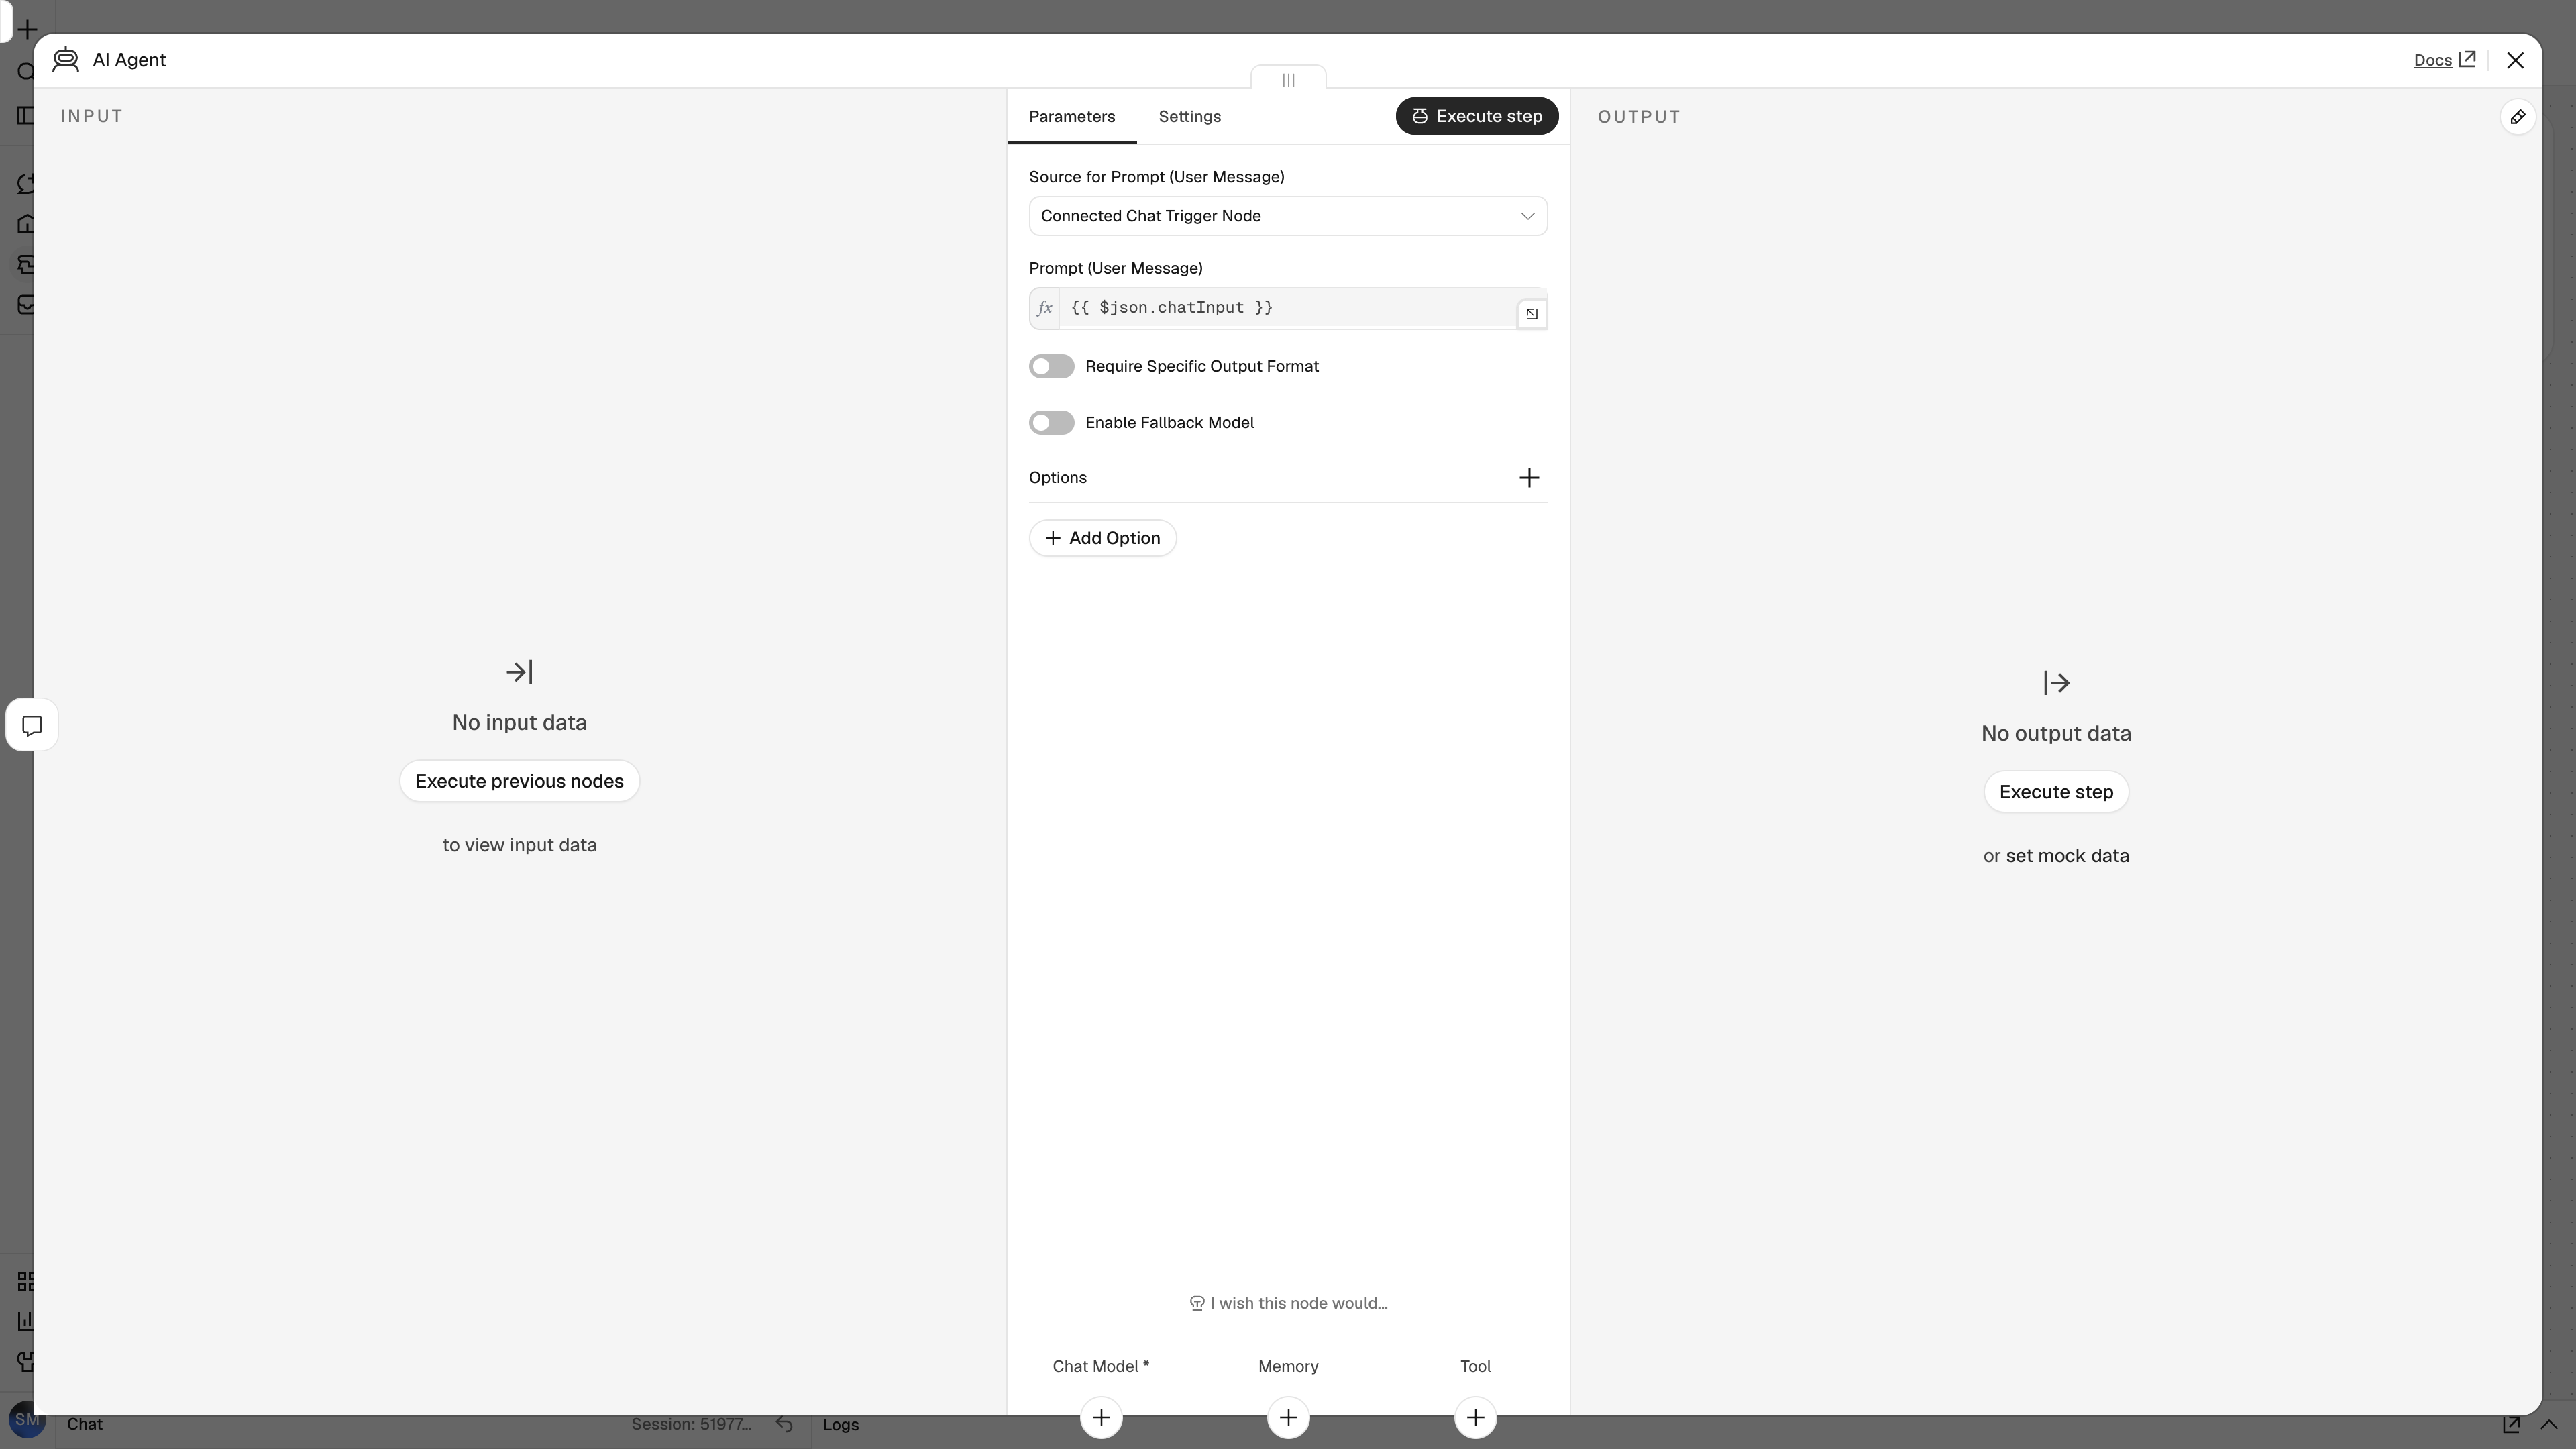 AI Agent
Docs
INPUT
Parameters
Settings
Execute step
OUTPUT
Source for Prompt (User Message)
Connected Chat Trigger Node
Prompt (User Message)
fx {{ $json.chatInput }}
Require Specific Output Format
Enable Fallback Model
Options
Add Option
No input data
Execute previous nodes
to view input data
No output data
Execute step
or set mock data
I wish this node would...
Chat Model *
Memory
Tool
SM
Chat
Session: 51977...
Logs